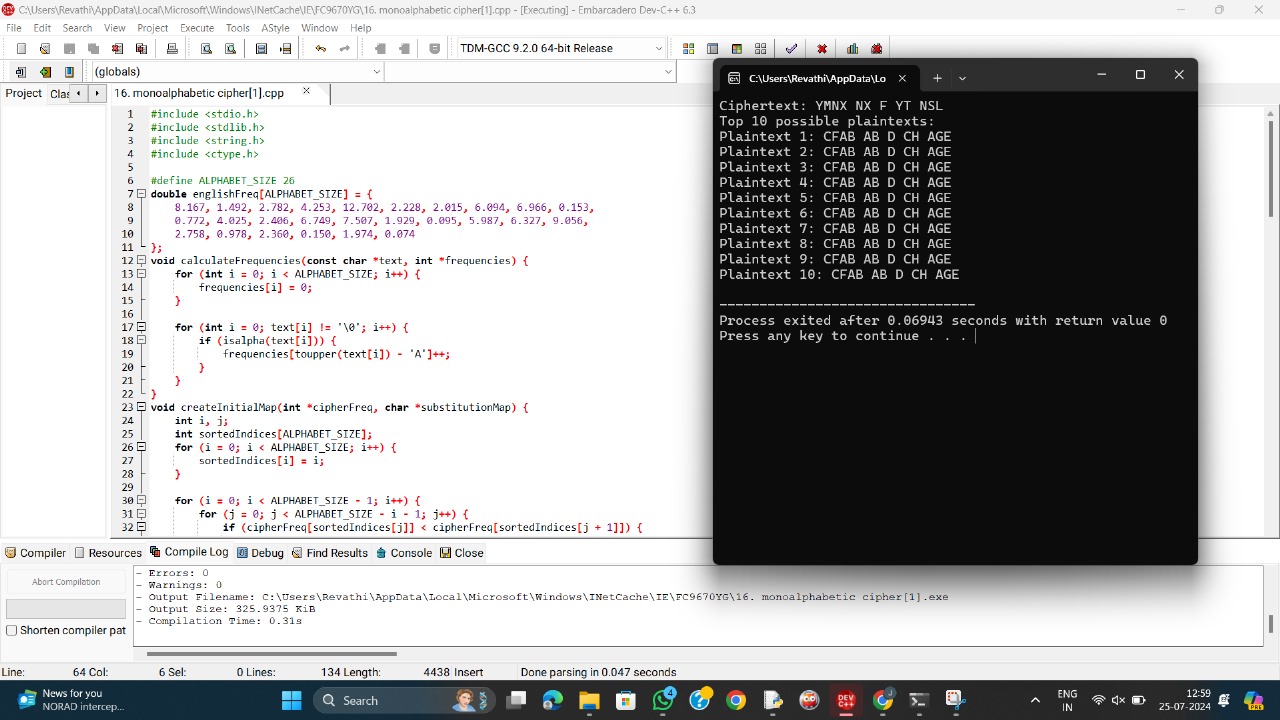 C:\Users\Revathi\AppData\Local\Microsoft\Windows\INetCache\IE\FC9670YG\16. monoalphabetic cipher[1].cpp - [Executing] - Embarcadero Dev-C++ 6.3
File Edit Search View Project Execute Tools AStyle Window Help
TDM-GCC 9.2.0 64-bit Release
(globals)
Project Clas 16. monoalphabetic cipher[1].cpp
1 #include <stdio.h>
2 #include <stdlib.h>
3 #include <string.h>
4 #include <ctype.h>
5
6 #define ALPHABET_SIZE 26
7 double englishFreq[ALPHABET_SIZE] = {
8 8.167, 1.492, 2.782, 4.253, 12.702, 2.228, 2.015, 6.094, 6.966, 0.153,
9 0.772, 4.025, 2.406, 6.749, 7.507, 1.929, 0.095, 5.987, 6.327, 9.056,
10 2.758, 0.978, 2.360, 0.150, 1.974, 0.074
11 };
12 void calculateFrequencies(const char *text, int *frequencies) {
13 for (int i = 0; i < ALPHABET_SIZE; i++) {
14 frequencies[i] = 0;
15 }
16
17 for (int i = 0; text[i] != '\0'; i++) {
18 if (isalpha(text[i])) {
19 frequencies[toupper(text[i]) - 'A']++;
20 }
21 }
22 }
23 void createInitialMap(int *cipherFreq, char *substitutionMap) {
24 int i, j;
25 int sortedIndices[ALPHABET_SIZE];
26 for (i = 0; i < ALPHABET_SIZE; i++) {
27 sortedIndices[i] = i;
28 }
29
30 for (i = 0; i < ALPHABET_SIZE - 1; i++) {
31 for (j = 0; j < ALPHABET_SIZE - i - 1; j++) {
32 if (cipherFreq[sortedIndices[j]] < cipherFreq[sortedIndices[j + 1]]) {
C:\Users\Revathi\AppData\Lo
Ciphertext: YMNX NX F YT NSL
Top 10 possible plaintexts:
Plaintext 1: CFAB AB D CH AGE
Plaintext 2: CFAB AB D CH AGE
Plaintext 3: CFAB AB D CH AGE
Plaintext 4: CFAB AB D CH AGE
Plaintext 5: CFAB AB D CH AGE
Plaintext 6: CFAB AB D CH AGE
Plaintext 7: CFAB AB D CH AGE
Plaintext 8: CFAB AB D CH AGE
Plaintext 9: CFAB AB D CH AGE
Plaintext 10: CFAB AB D CH AGE
--------------------------------
Process exited after 0.06943 seconds with return value 0
Press any key to continue . . .
Compiler Resources Compile Log Debug Find Results Console Close
Abort Compilation
Shorten compiler pat
- Errors: 0
- Warnings: 0
- Output Filename: C:\Users\Revathi\AppData\Local\Microsoft\Windows\INetCache\IE\FC9670YG\16. monoalphabetic cipher[1].exe
- Output Size: 325.9375 KiB
- Compilation Time: 0.31s
Line: 64 Col: 6 Sel: 0 Lines: 134 Length: 4438 Insert Done parsing in 0.047 seconds
News for you
NORAD intercep...
Search
4
J
ENG
IN
12:59
25-07-2024
PRE